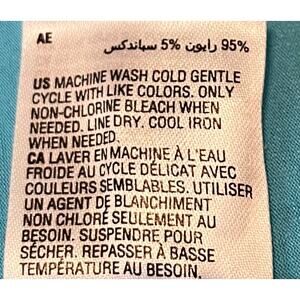 AE
95% رايون 5% سباندكس
US MACHINE WASH COLD GENTLE
CYCLE WITH LIKE COLORS. ONLY
NON-CHLORINE BLEACH WHEN
NEEDED. LINE DRY. COOL IRON
WHEN NEEDED.
CA LAVER EN MACHINE À L'EAU
FROIDE AU CYCLE DÉLICAT AVEC
COULEURS SEMBLABLES. UTILISER
UN AGENT DE BLANCHIMENT
NON CHLORÉ SEULEMENT AU
BESOIN. SUSPENDRE POUR
SÉCHER. REPASSER À BASSE
TEMPÉRATURE AU BESOIN.